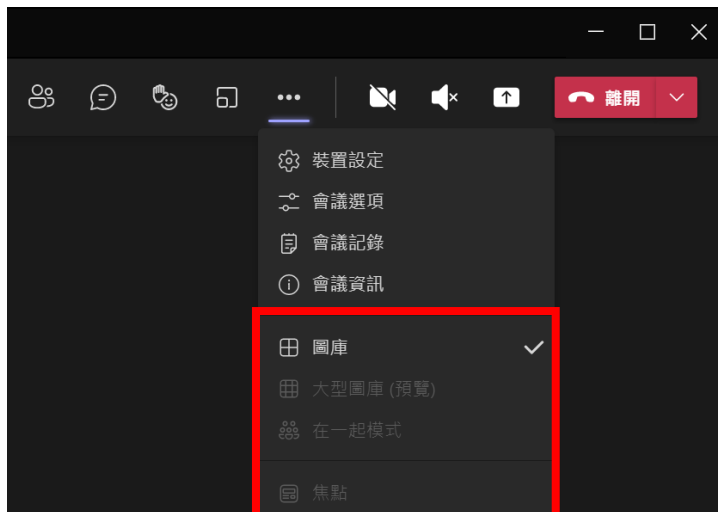 離開
裝置設定
會議選項
會議記錄
會議資訊
圖庫
大型圖庫 (預覽)
在一起模式
焦點